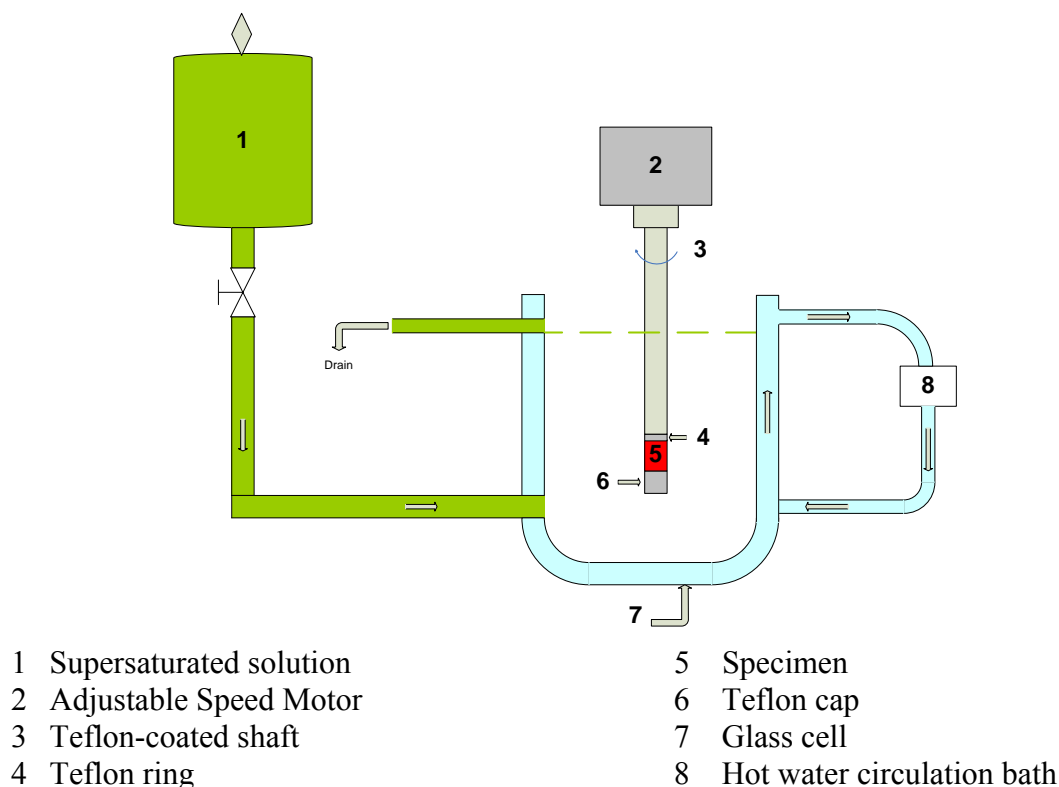 1
2
3
Drain
8
4
5
6
7
1 Supersaturated solution
2 Adjustable Speed Motor
3 Teflon-coated shaft
4 Teflon ring
5 Specimen
6 Teflon cap
7 Glass cell
8 Hot water circulation bath